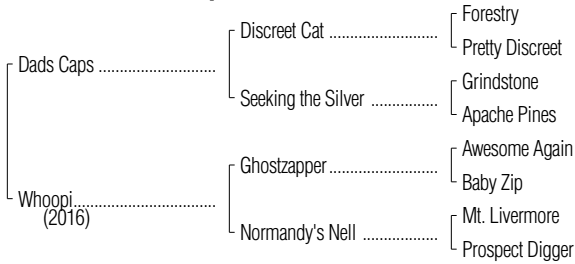 Forestry
Discreet Cat ........................
Pretty Discreet
Dads Caps ..........................
Grindstone
Seeking the Silver ...............
Apache Pines
Awesome Again
Ghostzapper........................
Baby Zip
Whoopi................................
(2016)
Mt. Livermore
Normandy's Nell .................
Prospect Digger